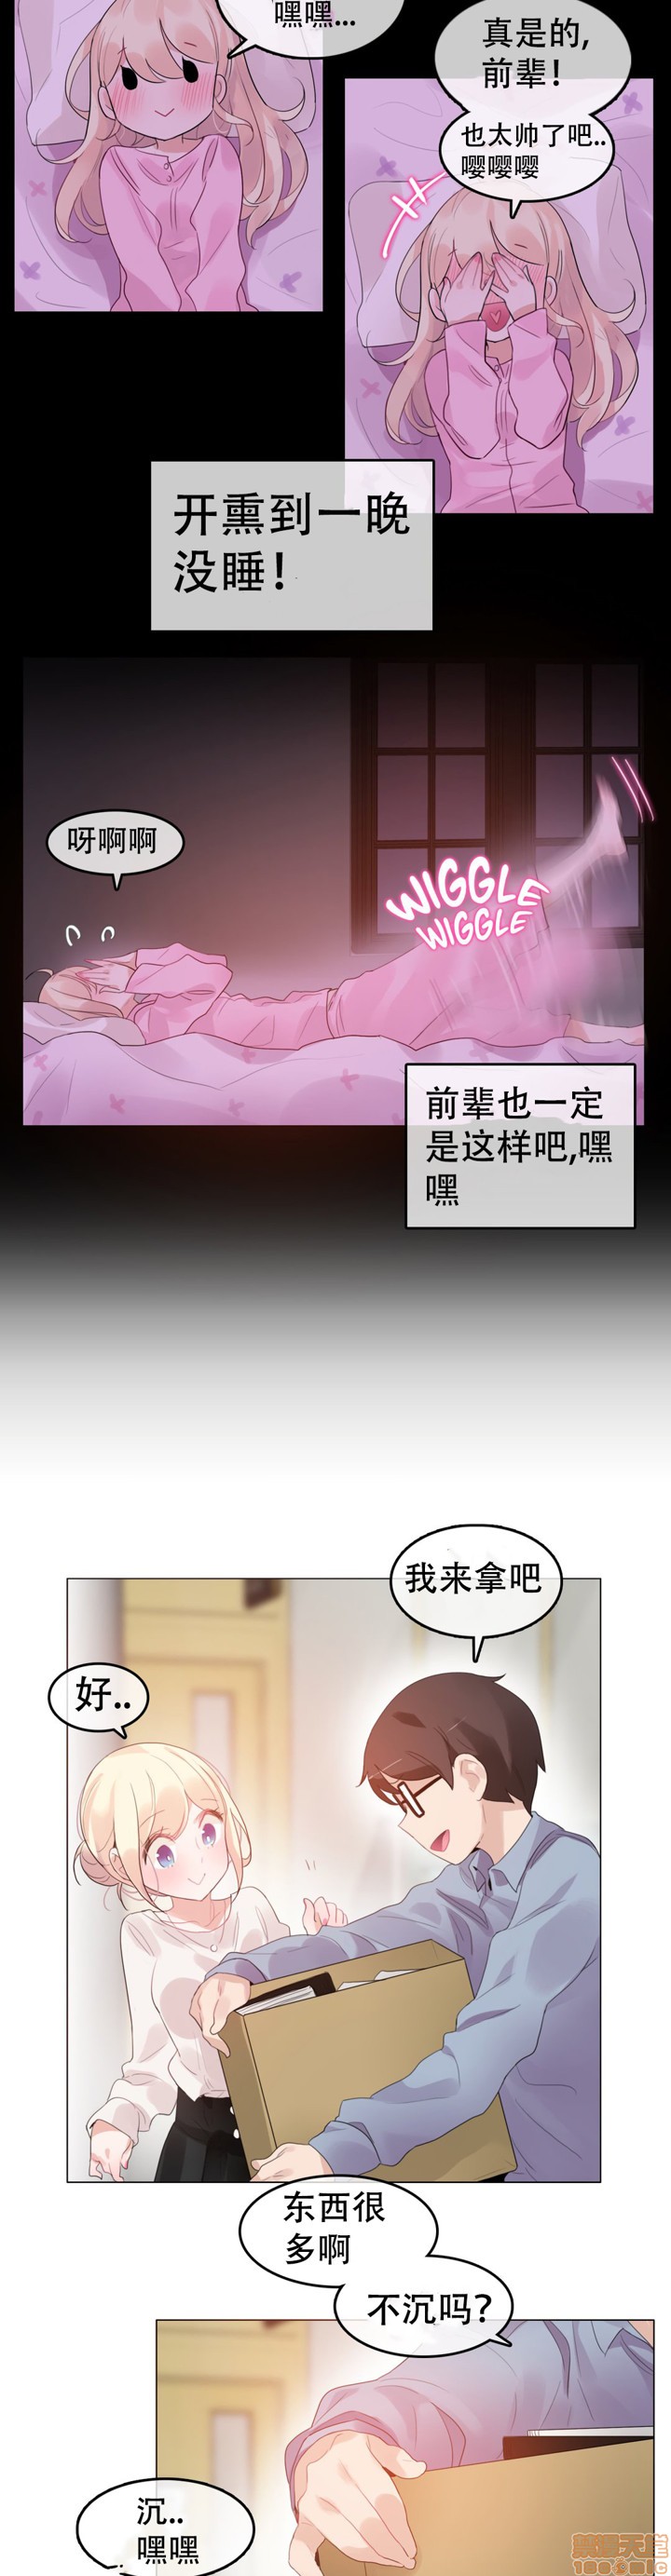 嘿嘿...
真是的,
前辈！
也太帅了吧..
嘤嘤嘤
开熏到一晚
没睡！
呀啊啊
WIGGLE
WIGGLE
前辈也一定
是这样吧,嘿
嘿
我来拿吧
好..
东西很
多啊
不沉吗?
沉..
嘿嘿